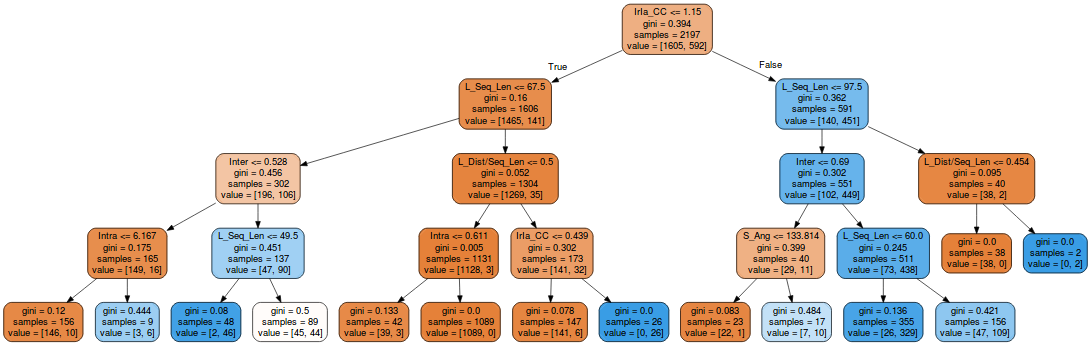 Irla_CC <= 1.15
gini = 0.394
samples = 2197
value = [1605, 592]
True
False
L_Seq_Len <= 67.5
gini = 0.16
samples = 1606
value = [1465, 141]
L_Seq_Len <= 97.5
gini = 0.362
samples = 591
value = [140, 451]
Inter <= 0.528
gini = 0.456
samples = 302
value = [196, 106]
L_Dist/Seq_Len <= 0.5
gini = 0.052
samples = 1304
value = [1269, 35]
Inter <= 0.69
gini = 0.302
samples = 551
value = [102, 449]
L_Dist/Seq_Len <= 0.454
gini = 0.095
samples = 40
value = [38, 2]
Intra <= 6.167
gini = 0.175
samples = 165
value = [149, 16]
L_Seq_Len <= 49.5
gini = 0.451
samples = 137
value = [47, 90]
Intra <= 0.611
gini = 0.005
samples = 1131
value = [1128, 3]
Irla_CC <= 0.439
gini = 0.302
samples = 173
value = [141, 32]
S_Ang <= 133.814
gini = 0.399
samples = 40
value = [29, 11]
L_Seq_Len <= 60.0
gini = 0.245
samples = 511
value = [73, 438]
gini = 0.0
samples = 38
value = [38, 0]
gini = 0.0
samples = 2
value = [0, 2]
gini = 0.12
samples = 156
value = [146, 10]
gini = 0.444
samples = 9
value = [3, 6]
gini = 0.08
samples = 48
value = [2, 46]
gini = 0.5
samples = 89
value = [45, 44]
gini = 0.133
samples = 42
value = [39, 3]
gini = 0.0
samples = 1089
value = [1089, 0]
gini = 0.078
samples = 147
value = [141, 6]
gini = 0.0
samples = 26
value = [0, 26]
gini = 0.083
samples = 23
value = [22, 1]
gini = 0.484
samples = 17
value = [7, 10]
gini = 0.136
samples = 355
value = [26, 329]
gini = 0.421
samples = 156
value = [47, 109]